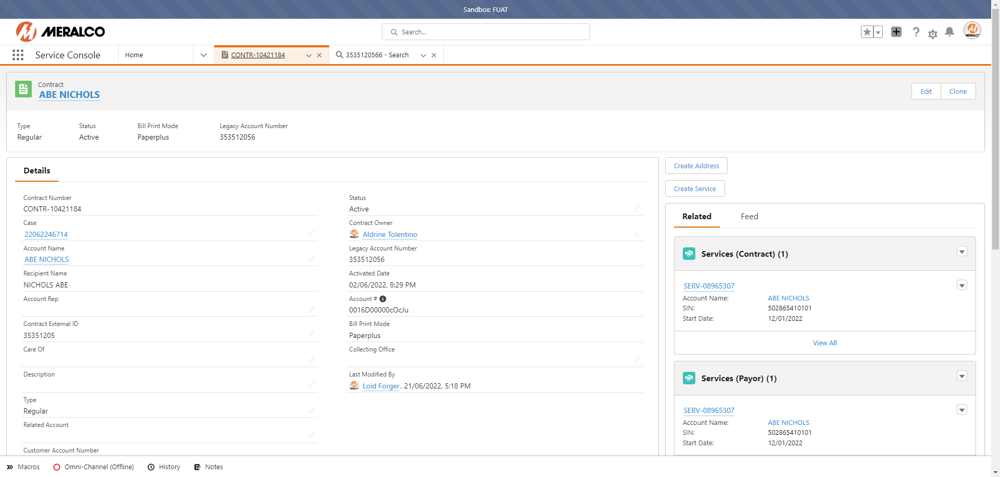 Sandbox: FUAT
MERALCO
Search...
Service Console
Home
CONTR-10421184
3535120566 - Search
Contract
ABE NICHOLS
Edit
Clone
Type
Regular
Status
Active
Bill Print Mode
Paperplus
Legacy Account Number
353512056
Details
Contract Number
CONTR-10421184
Case
22062246714
Account Name
ABE NICHOLS
Recipient Name
NICHOLS ABE
Account Rep
Contract External ID
35351205
Care Of
Description
Type
Regular
Related Account
Customer Account Number
Status
Active
Contract Owner
Aldrine Tolentino
Legacy Account Number
353512056
Activated Date
02/06/2022, 8:29 PM
Account #
0016D00000cOcJu
Bill Print Mode
Paperplus
Collecting Office
Last Modified By
Loid Forger, 21/06/2022, 5:18 PM
Create Address
Create Service
Related
Feed
Services (Contract) (1)
SERV-08965307
Account Name: ABE NICHOLS
SIN: 502865410101
Start Date: 12/01/2022
View All
Services (Payor) (1)
SERV-08965307
Account Name: ABE NICHOLS
SIN: 502865410101
Start Date: 12/01/2022
Macros
Omni-Channel (Offline)
History
Notes